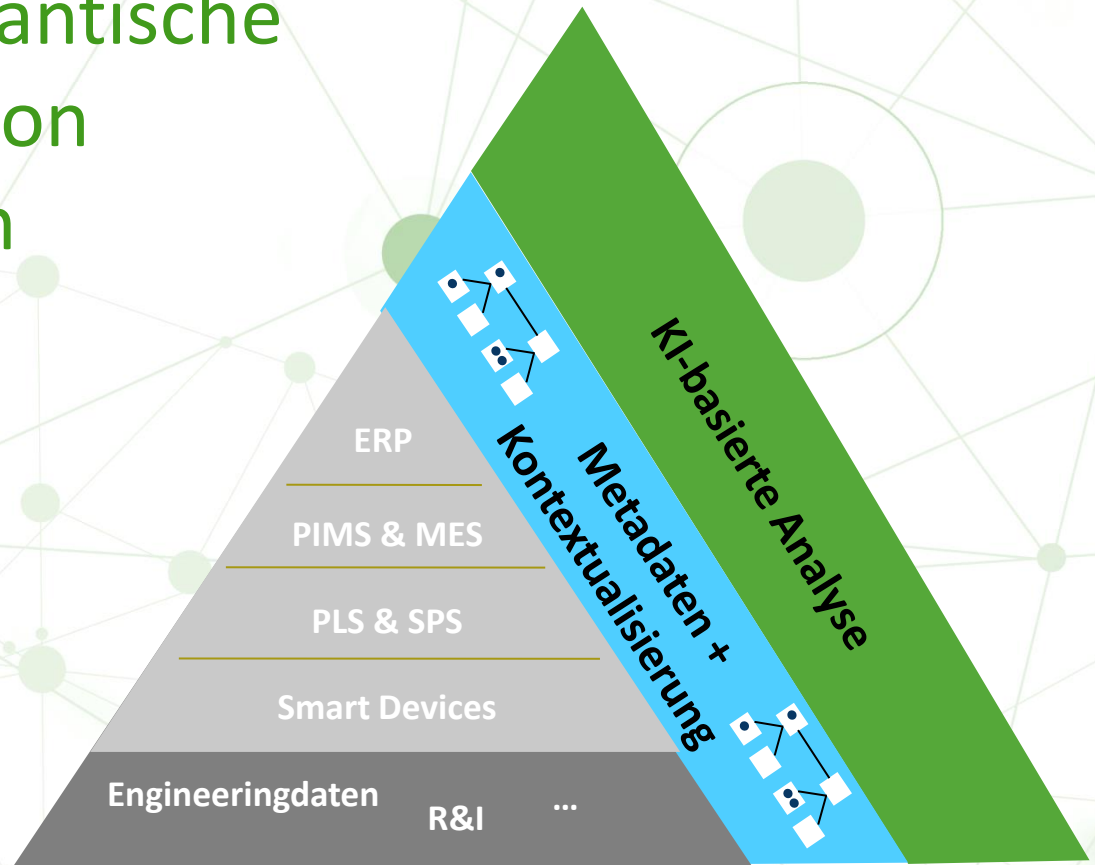 antische
on
n
ERP
PIMS & MES
PLS & SPS
Smart Devices
Engineeringdaten
R&I
...
Metadaten +
Kontextualisierung
KI-basierte Analyse